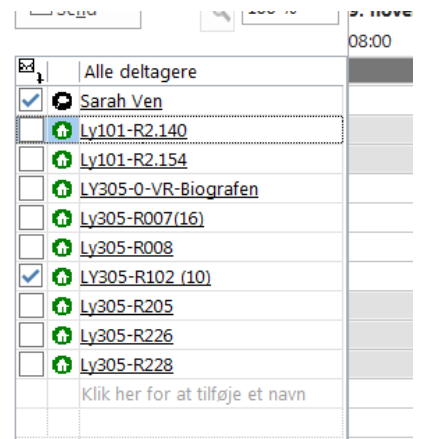 Send
100 %
08:00
Alle deltagere
Sarah Ven
Ly101-R2.140
Ly101-R2.154
LY305-0-VR-Biografen
Ly305-R007(16)
Ly305-R008
LY305-R102 (10)
Ly305-R205
Ly305-R226
Ly305-R228
Klik her for at tilføje et navn